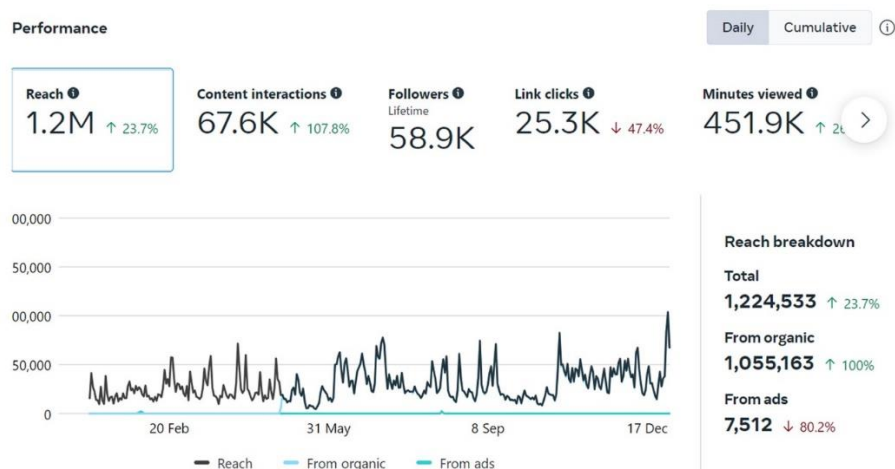 Performance
Daily Cumulative
Reach Content interactions Followers Link clicks Minutes viewed
Lifetime
1.2M ↑ 23.7% 67.6K ↑ 107.8% 58.9K 25.3K ↓ 47.4% 451.9K ↑
00,000
50,000
00,000
50,000
0
20 Feb 31 May 8 Sep 17 Dec
Reach From organic From ads
Reach breakdown
Total
1,224,533 ↑ 23.7%
From organic
1,055,163 ↑ 100%
From ads
7,512 ↓ 80.2%